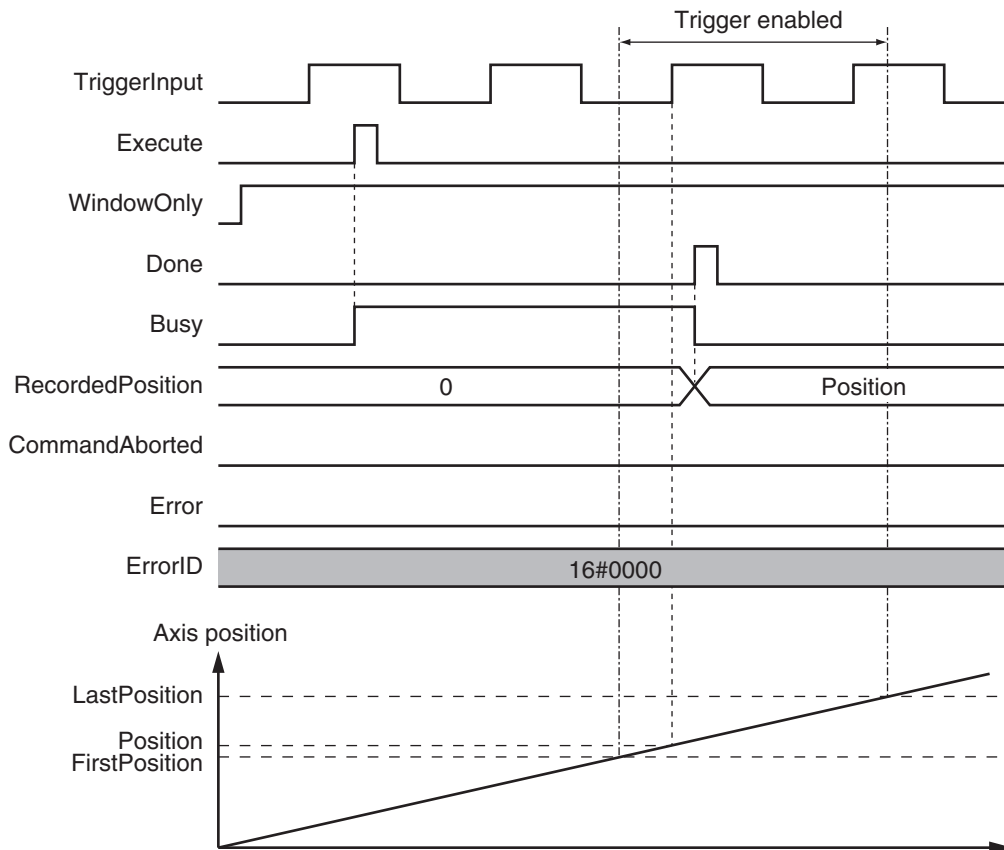 Trigger enabled
TriggerInput
Execute
WindowOnly
Done
Busy
RecordedPosition
0
Position
CommandAborted
Error
ErrorID
16#0000
Axis position
LastPosition
Position
FirstPosition